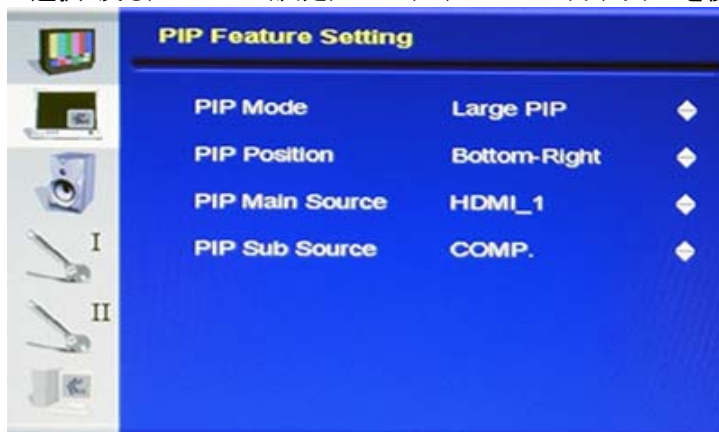 PIP Feature Setting
PIP Mode Large PIP
PIP Position Bottom-Right
PIP Main Source HDMI_1
PIP Sub Source COMP.
I
II